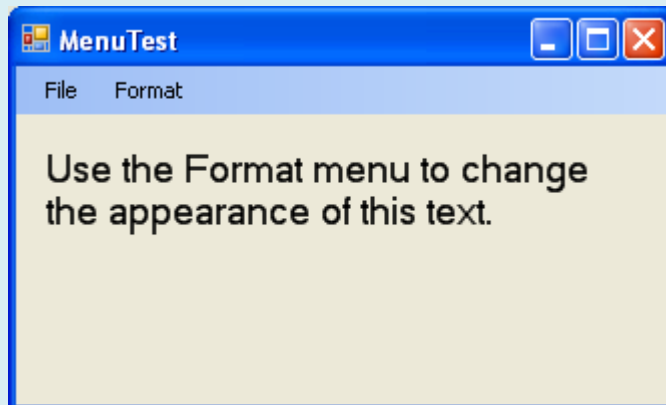 MenuTest
File Format
Use the Format menu to change
the appearance of this text.